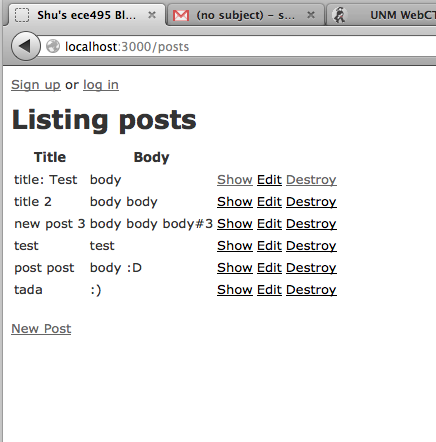 Shu's ece495 Bl... (no subject) – s... UNM WebCT
localhost:3000/posts
Sign up or log in
Listing posts
Title Body
title: Test body Show Edit Destroy
title 2 body body Show Edit Destroy
new post 3 body body body#3 Show Edit Destroy
test test Show Edit Destroy
post post body :D Show Edit Destroy
tada :) Show Edit Destroy
New Post